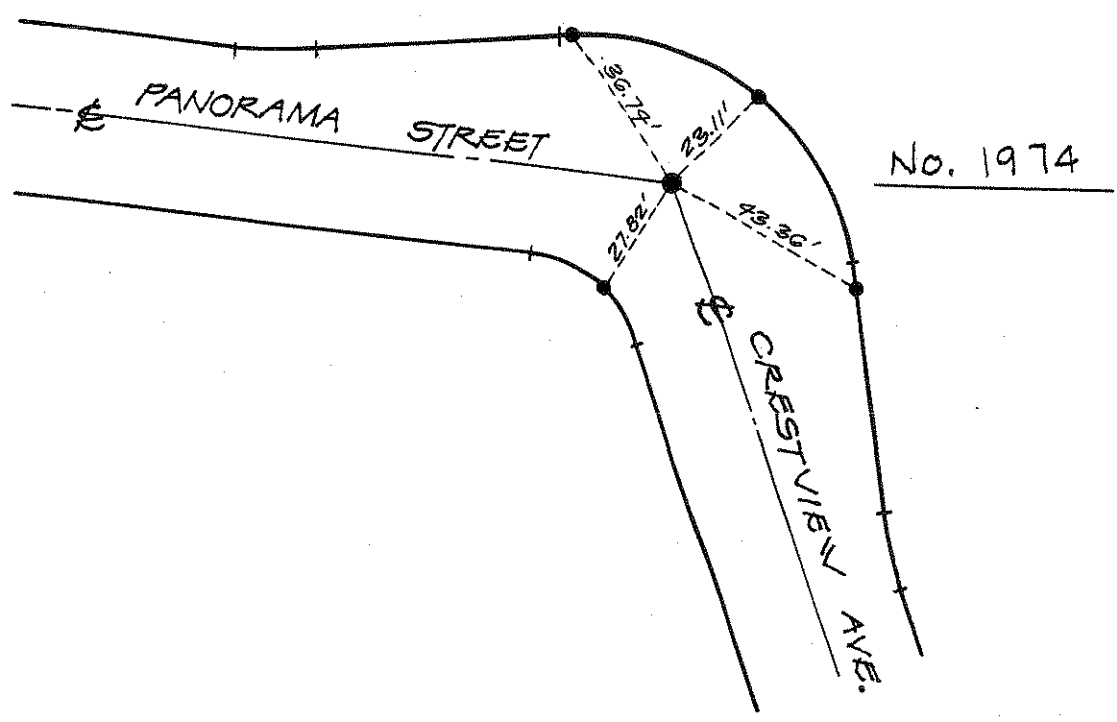 ℄ PANORAMA STREET
36.74'
23.11'
No. 1974
43.36'
27.82'
℄ CRESTVIEW AVE.